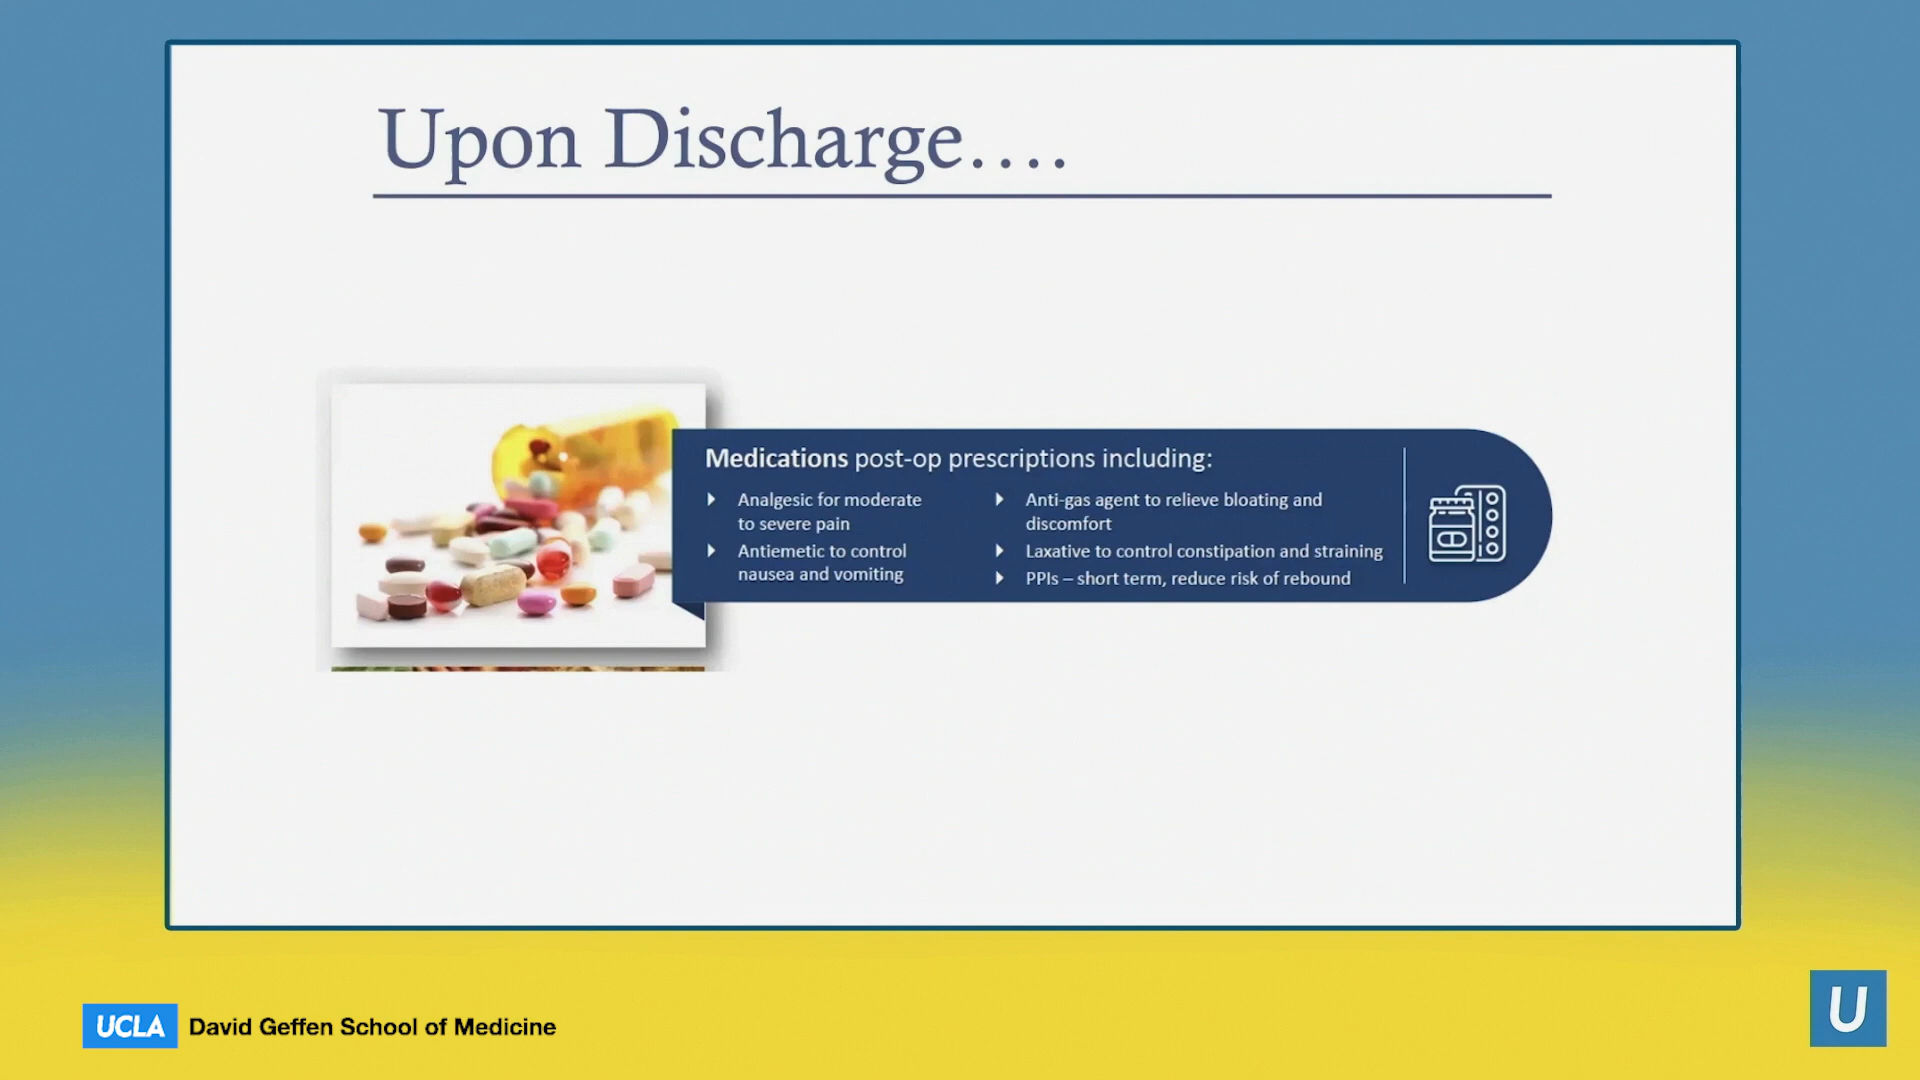 Upon Discharge....
Medications post-op prescriptions including:
Analgesic for moderate
to severe pain
Antiemetic to control
nausea and vomiting
Anti-gas agent to relieve bloating and
discomfort
Laxative to control constipation and straining
PPIs – short term, reduce risk of rebound
UCLA David Geffen School of Medicine
U